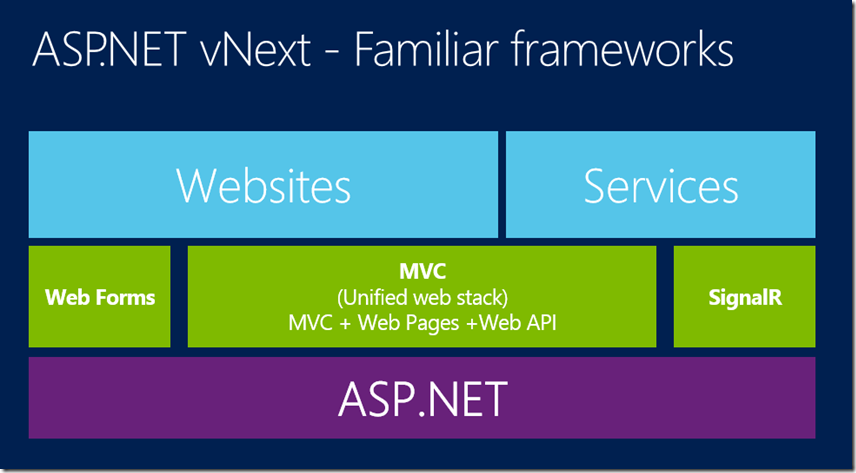 ASP.NET vNext - Familiar frameworks
Websites
Services
Web Forms
MVC
(Unified web stack)
MVC + Web Pages +Web API
SignalR
ASP.NET